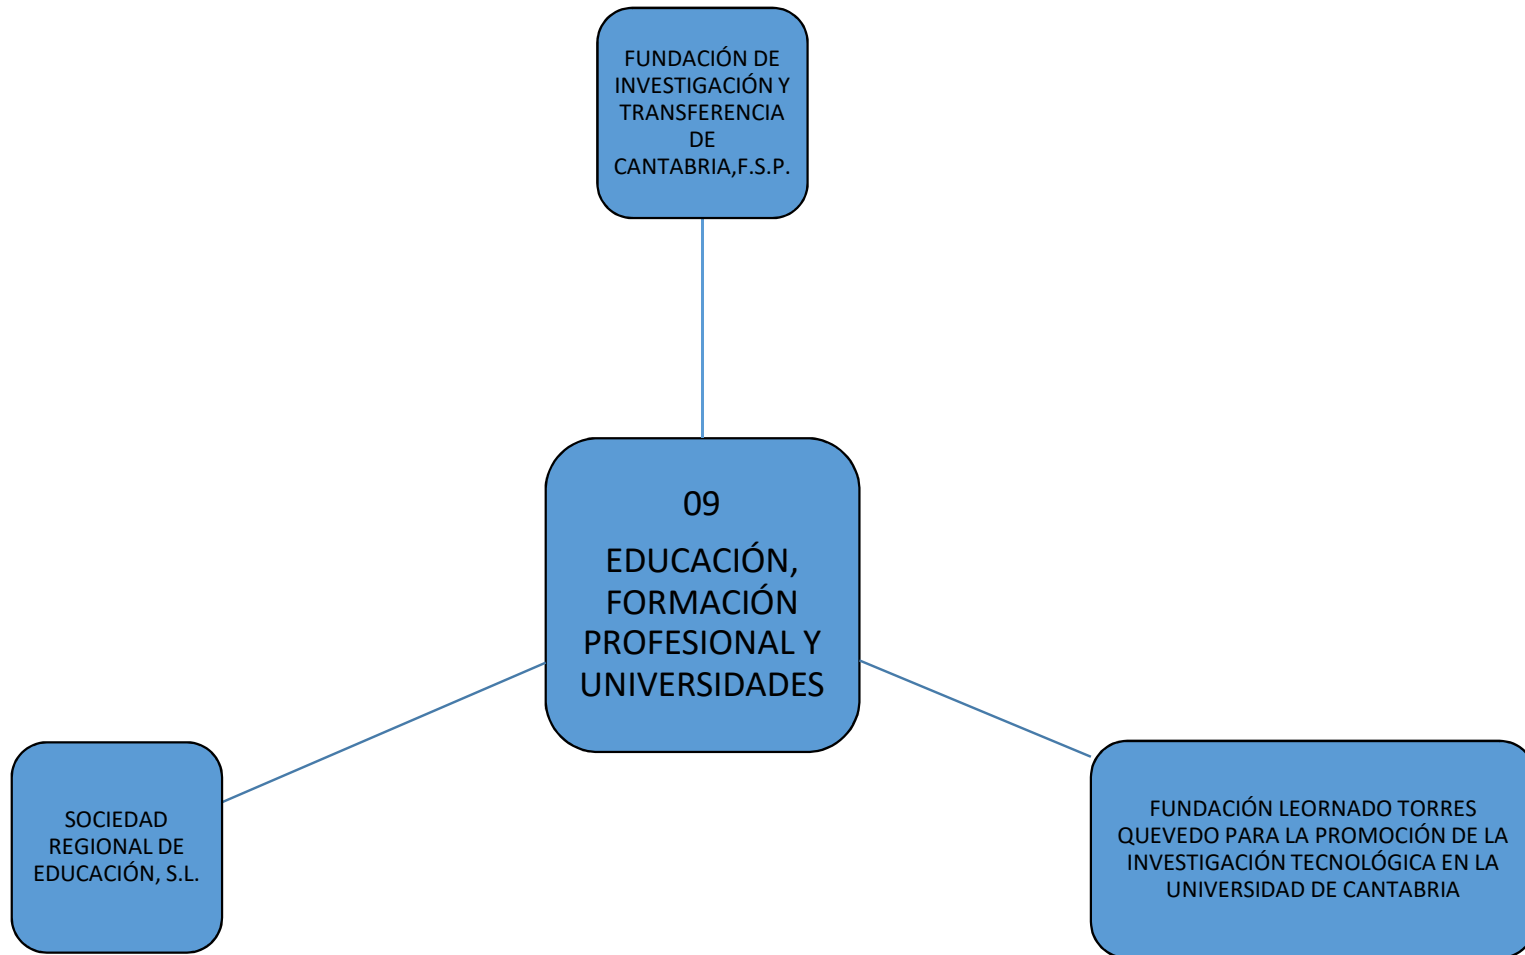 FUNDACIÓN DE
INVESTIGACIÓN Y
TRANSFERENCIA
DE
CANTABRIA,F.S.P.
09
EDUCACIÓN,
FORMACIÓN
PROFESIONAL Y
UNIVERSIDADES
SOCIEDAD
REGIONAL DE
EDUCACIÓN, S.L.
FUNDACIÓN LEORNADO TORRES
QUEVEDO PARA LA PROMOCIÓN DE LA
INVESTIGACIÓN TECNOLÓGICA EN LA
UNIVERSIDAD DE CANTABRIA